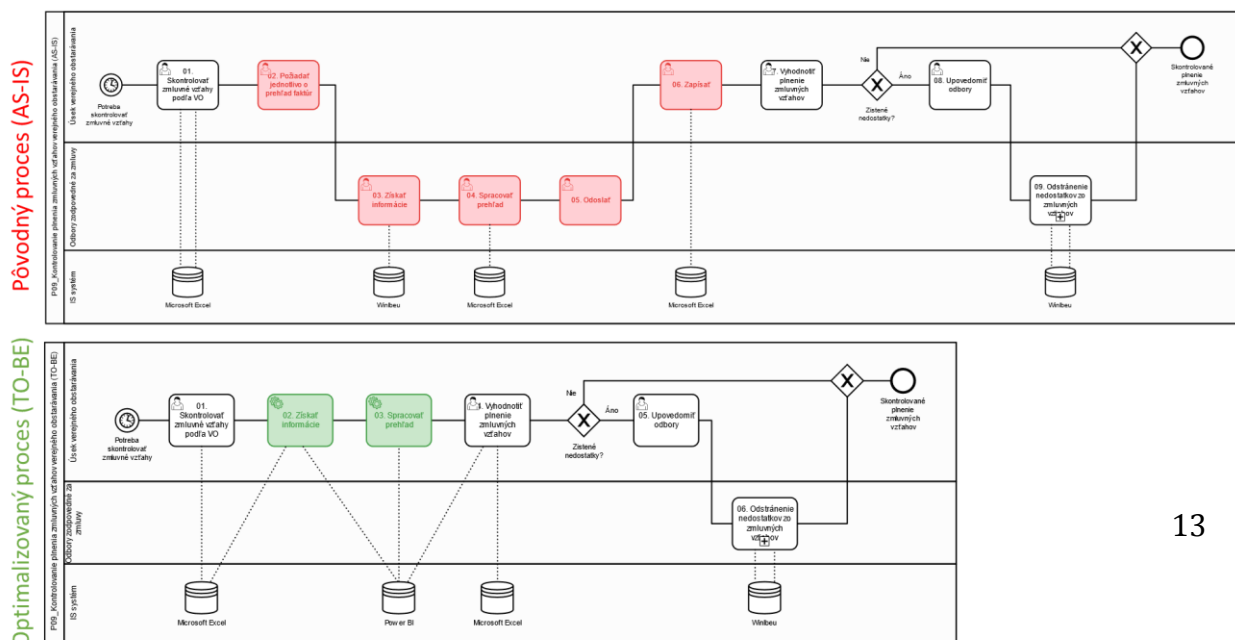 Pôvodný proces (AS-IS)
P09_Kontrolovanie plnenia zmluvných vzťahov verejného obstarávania (AS-IS)
Úsek verejného obstarávania
Potreba
skontrolovať
zmluvné vzťahy
01.
Skontrolovať
zmluvné vzťahy
podľa VO
02. Požiadať
jednotlivo o
prehľad faktúr
06. Zapísať
7. Vyhodnotiť
plnenie
zmluvných
vzťahov
Nie
Áno
Zistené
nedostatky?
08. Upovedomiť
odbory
Skontrolované
plnenie
zmluvných
vzťahov
Odbory zodpovedné za zmluvy
03. Získať
informácie
04. Spracovať
prehľad
05. Odoslať
09. Odstránenie
nedostatkov zo
zmluvných
vzťahov
IS systém
Microsoft Excel
Winibeu
Microsoft Excel
Microsoft Excel
Winibeu
Optimalizovaný proces (TO-BE)
P09_Kontrolovanie plnenia zmluvných vzťahov verejného obstarávania (TO-BE)
Úsek verejného obstarávania
Potreba
skontrolovať
zmluvné vzťahy
01.
Skontrolovať
zmluvné vzťahy
podľa VO
02. Získať
informácie
03. Spracovať
prehľad
4. Vyhodnotiť
plnenie
zmluvných
vzťahov
Nie
Áno
Zistené
nedostatky?
05. Upovedomiť
odbory
Skontrolované
plnenie
zmluvných
vzťahov
Odbory zodpovedné za
zmluvy
06. Odstránenie
nedostatkov zo
zmluvných
vzťahov
IS systém
Microsoft Excel
Power BI
Microsoft Excel
Winibeu
13